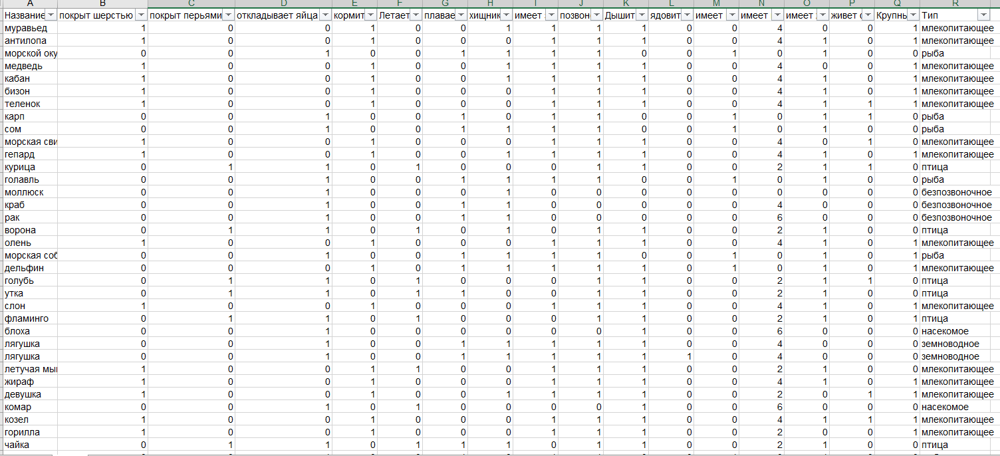 A B C D E F G H I J K L M N O P Q R
Название покрыт шерстью покрыт перьями откладывает яйца кормит Летает плавае хищник имеет позвон Дышит ядовит имеет имеет имеет живет Крупнь Тип
муравьед 1 0 0 1 0 0 1 1 1 1 0 0 4 0 0 1 млекопитающее
антилопа 1 0 0 1 0 0 0 1 1 1 0 0 4 1 0 1 млекопитающее
морской оку 0 0 1 0 0 1 1 1 1 0 0 1 0 1 0 0 рыба
медведь 1 0 0 1 0 0 1 1 1 1 0 0 4 0 0 1 млекопитающее
кабан 1 0 0 1 0 0 1 1 1 1 0 0 4 1 0 1 млекопитающее
бизон 1 0 0 1 0 0 0 1 1 1 0 0 4 1 0 1 млекопитающее
теленок 1 0 0 1 0 0 0 1 1 1 0 0 4 1 1 1 млекопитающее
карп 0 0 1 0 0 1 0 1 1 0 0 1 0 1 1 0 рыба
сом 0 0 1 0 0 1 1 1 1 0 0 1 0 1 0 0 рыба
морская сви 1 0 0 1 0 0 0 1 1 1 0 0 4 0 1 0 млекопитающее
гепард 1 0 0 1 0 0 1 1 1 1 0 0 4 1 0 1 млекопитающее
курица 0 1 1 0 1 0 0 0 1 1 0 0 2 1 1 0 птица
голавль 0 0 1 0 0 1 1 1 1 0 0 1 0 1 0 0 рыба
моллюск 0 0 1 0 0 0 1 0 0 0 0 0 0 0 0 0 безпозвоночное
краб 0 0 1 0 0 1 1 0 0 0 0 0 4 0 0 0 безпозвоночное
рак 0 0 1 0 0 1 1 0 0 0 0 0 6 0 0 0 безпозвоночное
ворона 0 1 1 0 1 0 1 0 1 1 0 0 2 1 0 0 птица
олень 1 0 0 1 0 0 0 1 1 1 0 0 4 1 0 1 млекопитающее
морская соб 0 0 1 0 0 1 1 1 1 0 0 1 0 1 0 1 рыба
дельфин 0 0 0 1 0 1 1 1 1 1 0 1 0 1 0 1 млекопитающее
голубь 0 1 1 0 1 0 0 0 1 1 0 0 2 1 1 0 птица
утка 0 1 1 0 1 1 0 0 1 1 0 0 2 1 0 0 птица
слон 1 0 0 1 0 0 0 1 1 1 0 0 4 1 0 1 млекопитающее
фламинго 0 1 1 0 1 0 0 0 1 1 0 0 2 1 0 1 птица
блоха 0 0 1 0 0 0 0 0 0 1 0 0 6 0 0 0 насекомое
лягушка 0 0 1 0 0 1 1 1 1 1 0 0 4 0 0 0 земноводное
лягушка 0 0 1 0 0 1 1 1 1 1 1 0 4 0 0 0 земноводное
летучая мы 1 0 0 1 1 0 0 1 1 1 0 0 2 1 0 0 млекопитающее
жираф 1 0 0 1 0 0 0 1 1 1 0 0 4 1 0 1 млекопитающее
девушка 1 0 0 1 0 0 1 1 1 1 0 0 2 0 1 1 млекопитающее
комар 0 0 1 0 1 0 0 0 0 1 0 0 6 0 0 0 насекомое
козел 1 0 0 1 0 0 0 1 1 1 0 0 4 1 1 1 млекопитающее
горилла 1 0 0 1 0 0 0 1 1 1 0 0 2 0 0 1 млекопитающее
чайка 0 1 1 0 1 1 1 0 1 1 0 0 2 1 0 0 птица